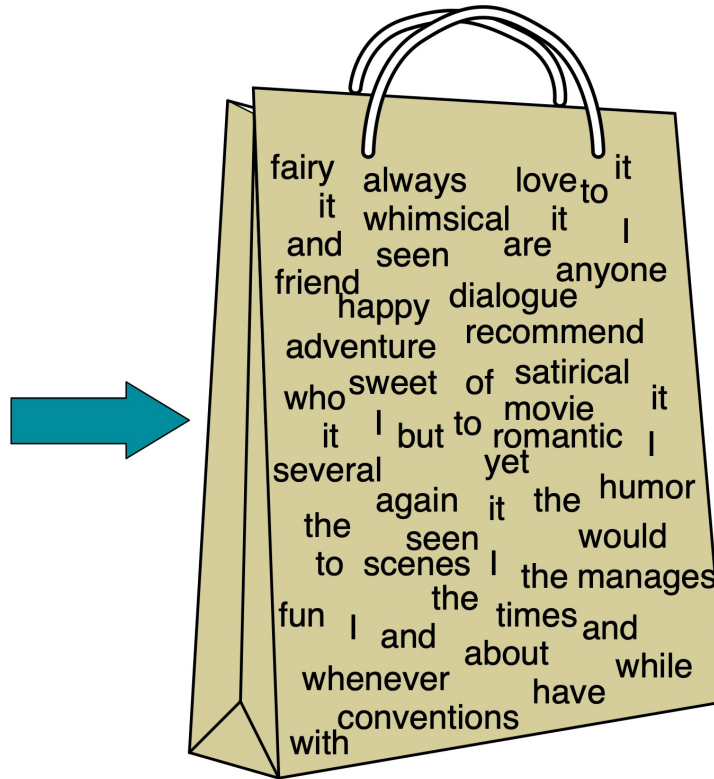 fairy always love to it
it whimsical it I
and seen are
friend anyone
happy dialogue
adventure recommend
who sweet of satirical
it I but to movie it
romantic I
several yet
again it the humor
the seen would
to scenes I the manages
fun the times and
I and about while
whenever have
conventions
with